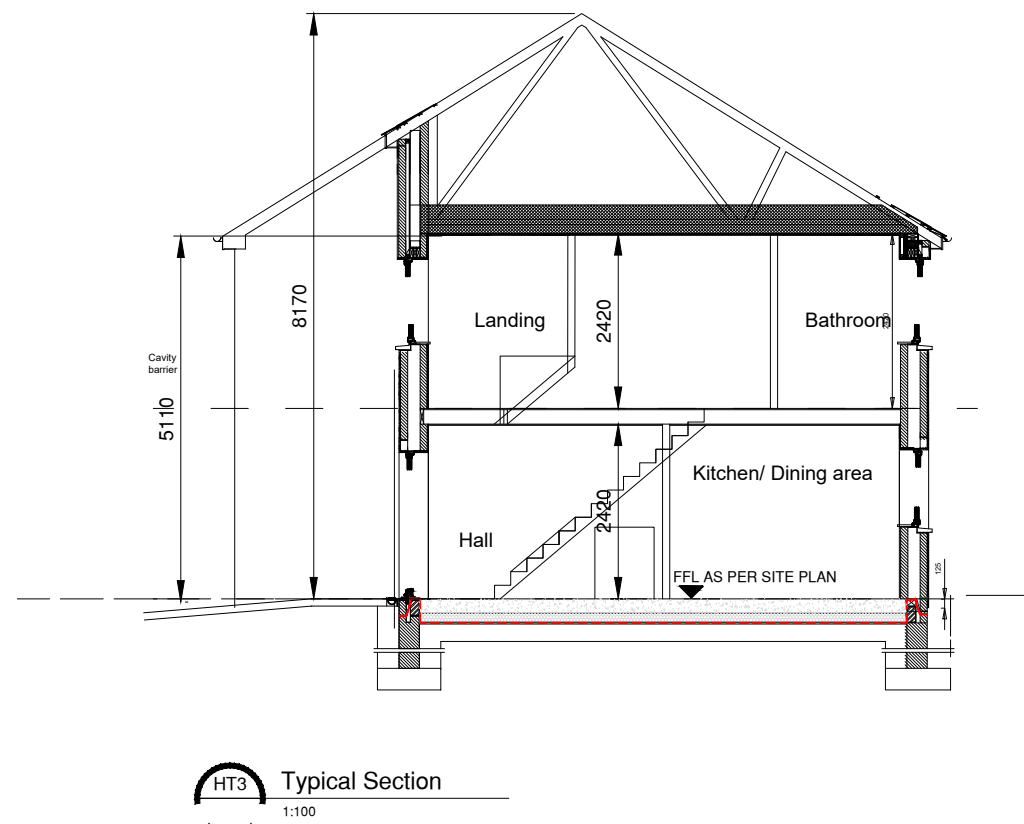 8170
Landing
2420
Bathroom
Cavity
barrier
5110
Kitchen/ Dining area
2420
Hall
FFL AS PER SITE PLAN
125
HT3
Typical Section
1:100